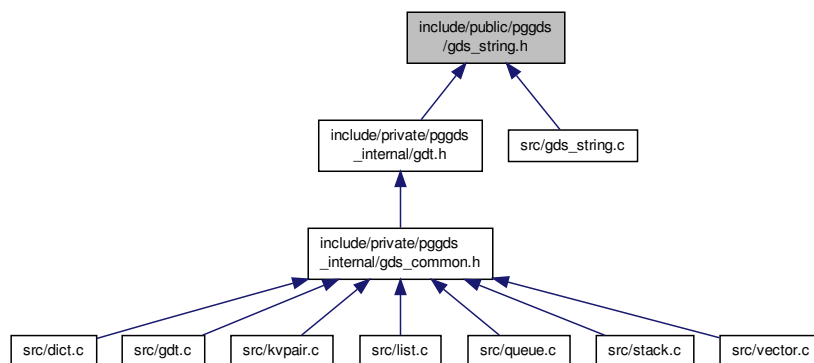 include/public/pggds
/gds_string.h
include/private/pggds
_internal/gdt.h
src/gds_string.c
include/private/pggds
_internal/gds_common.h
src/dict.c
src/gdt.c
src/kvpair.c
src/list.c
src/queue.c
src/stack.c
src/vector.c